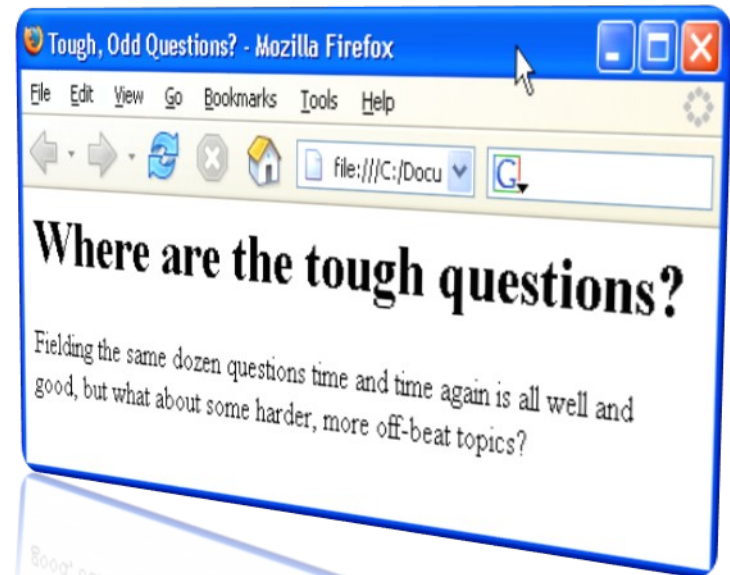 Tough, Odd Questions? - Mozilla Firefox
File Edit View Go Bookmarks Tools Help
file:///C:/Docu G
Where are the tough questions?
Fielding the same dozen questions time and time again is all well and
good, but what about some harder, more off-beat topics?